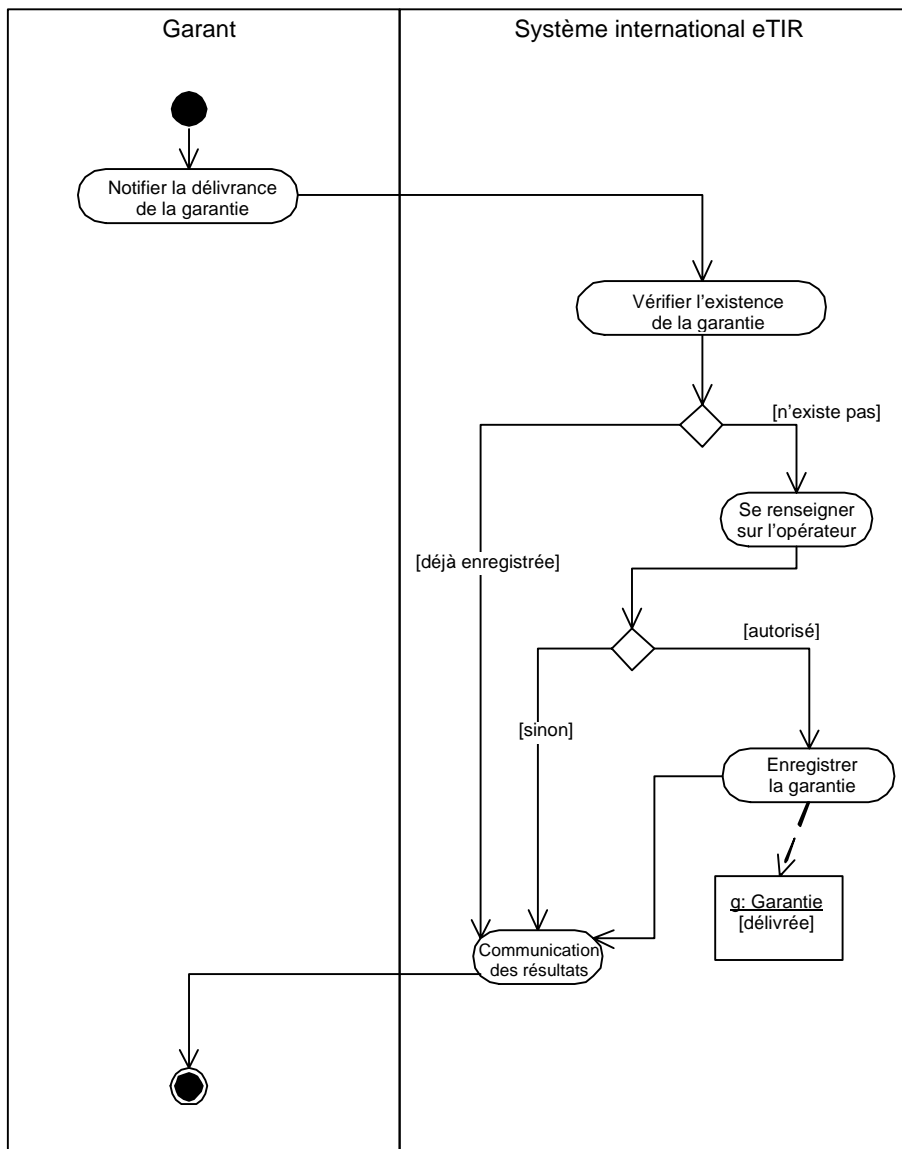 Garant
Système international eTIR
Notifier la délivrance
de la garantie
Vérifier l'existence
de la garantie
[n'existe pas]
Se renseigner
sur l'opérateur
[déjà enregistrée]
[autorisé]
[sinon]
Enregistrer
la garantie
g: Garantie
[délivrée]
Communication
des résultats